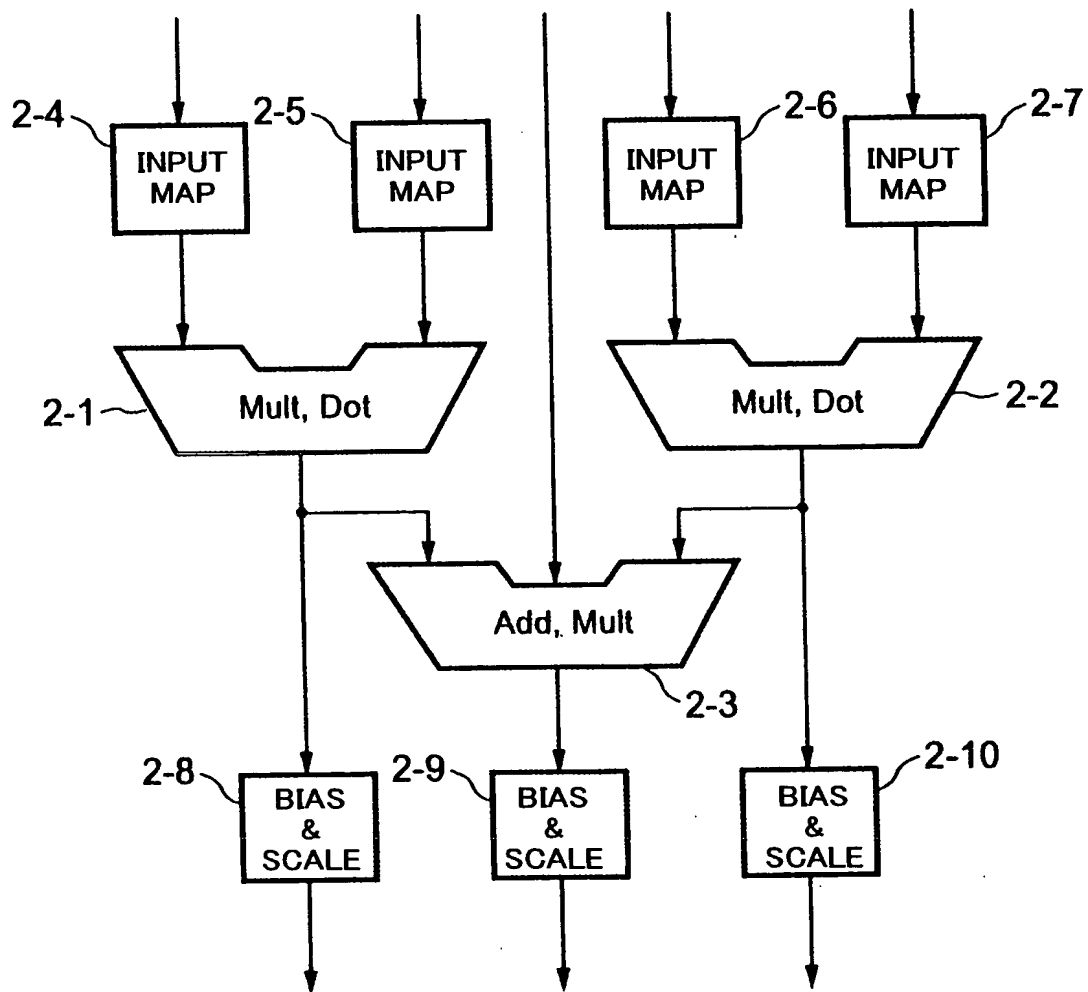 2-4
2-5
2-6
2-7
INPUT
MAP
INPUT
MAP
INPUT
MAP
INPUT
MAP
2-1
Mult, Dot
Mult, Dot
2-2
Add, Mult
2-3
2-8
2-9
2-10
BIAS
&
SCALE
BIAS
&
SCALE
BIAS
&
SCALE